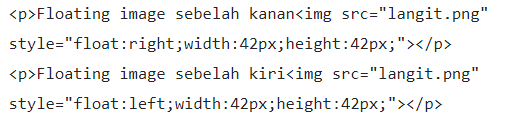 <p>Floating image sebelah kanan<img src="langit.png"
style="float:right;width:42px;height:42px;"></p>
<p>Floating image sebelah kiri<img src="langit.png"
style="float:left;width:42px;height:42px;"></p>